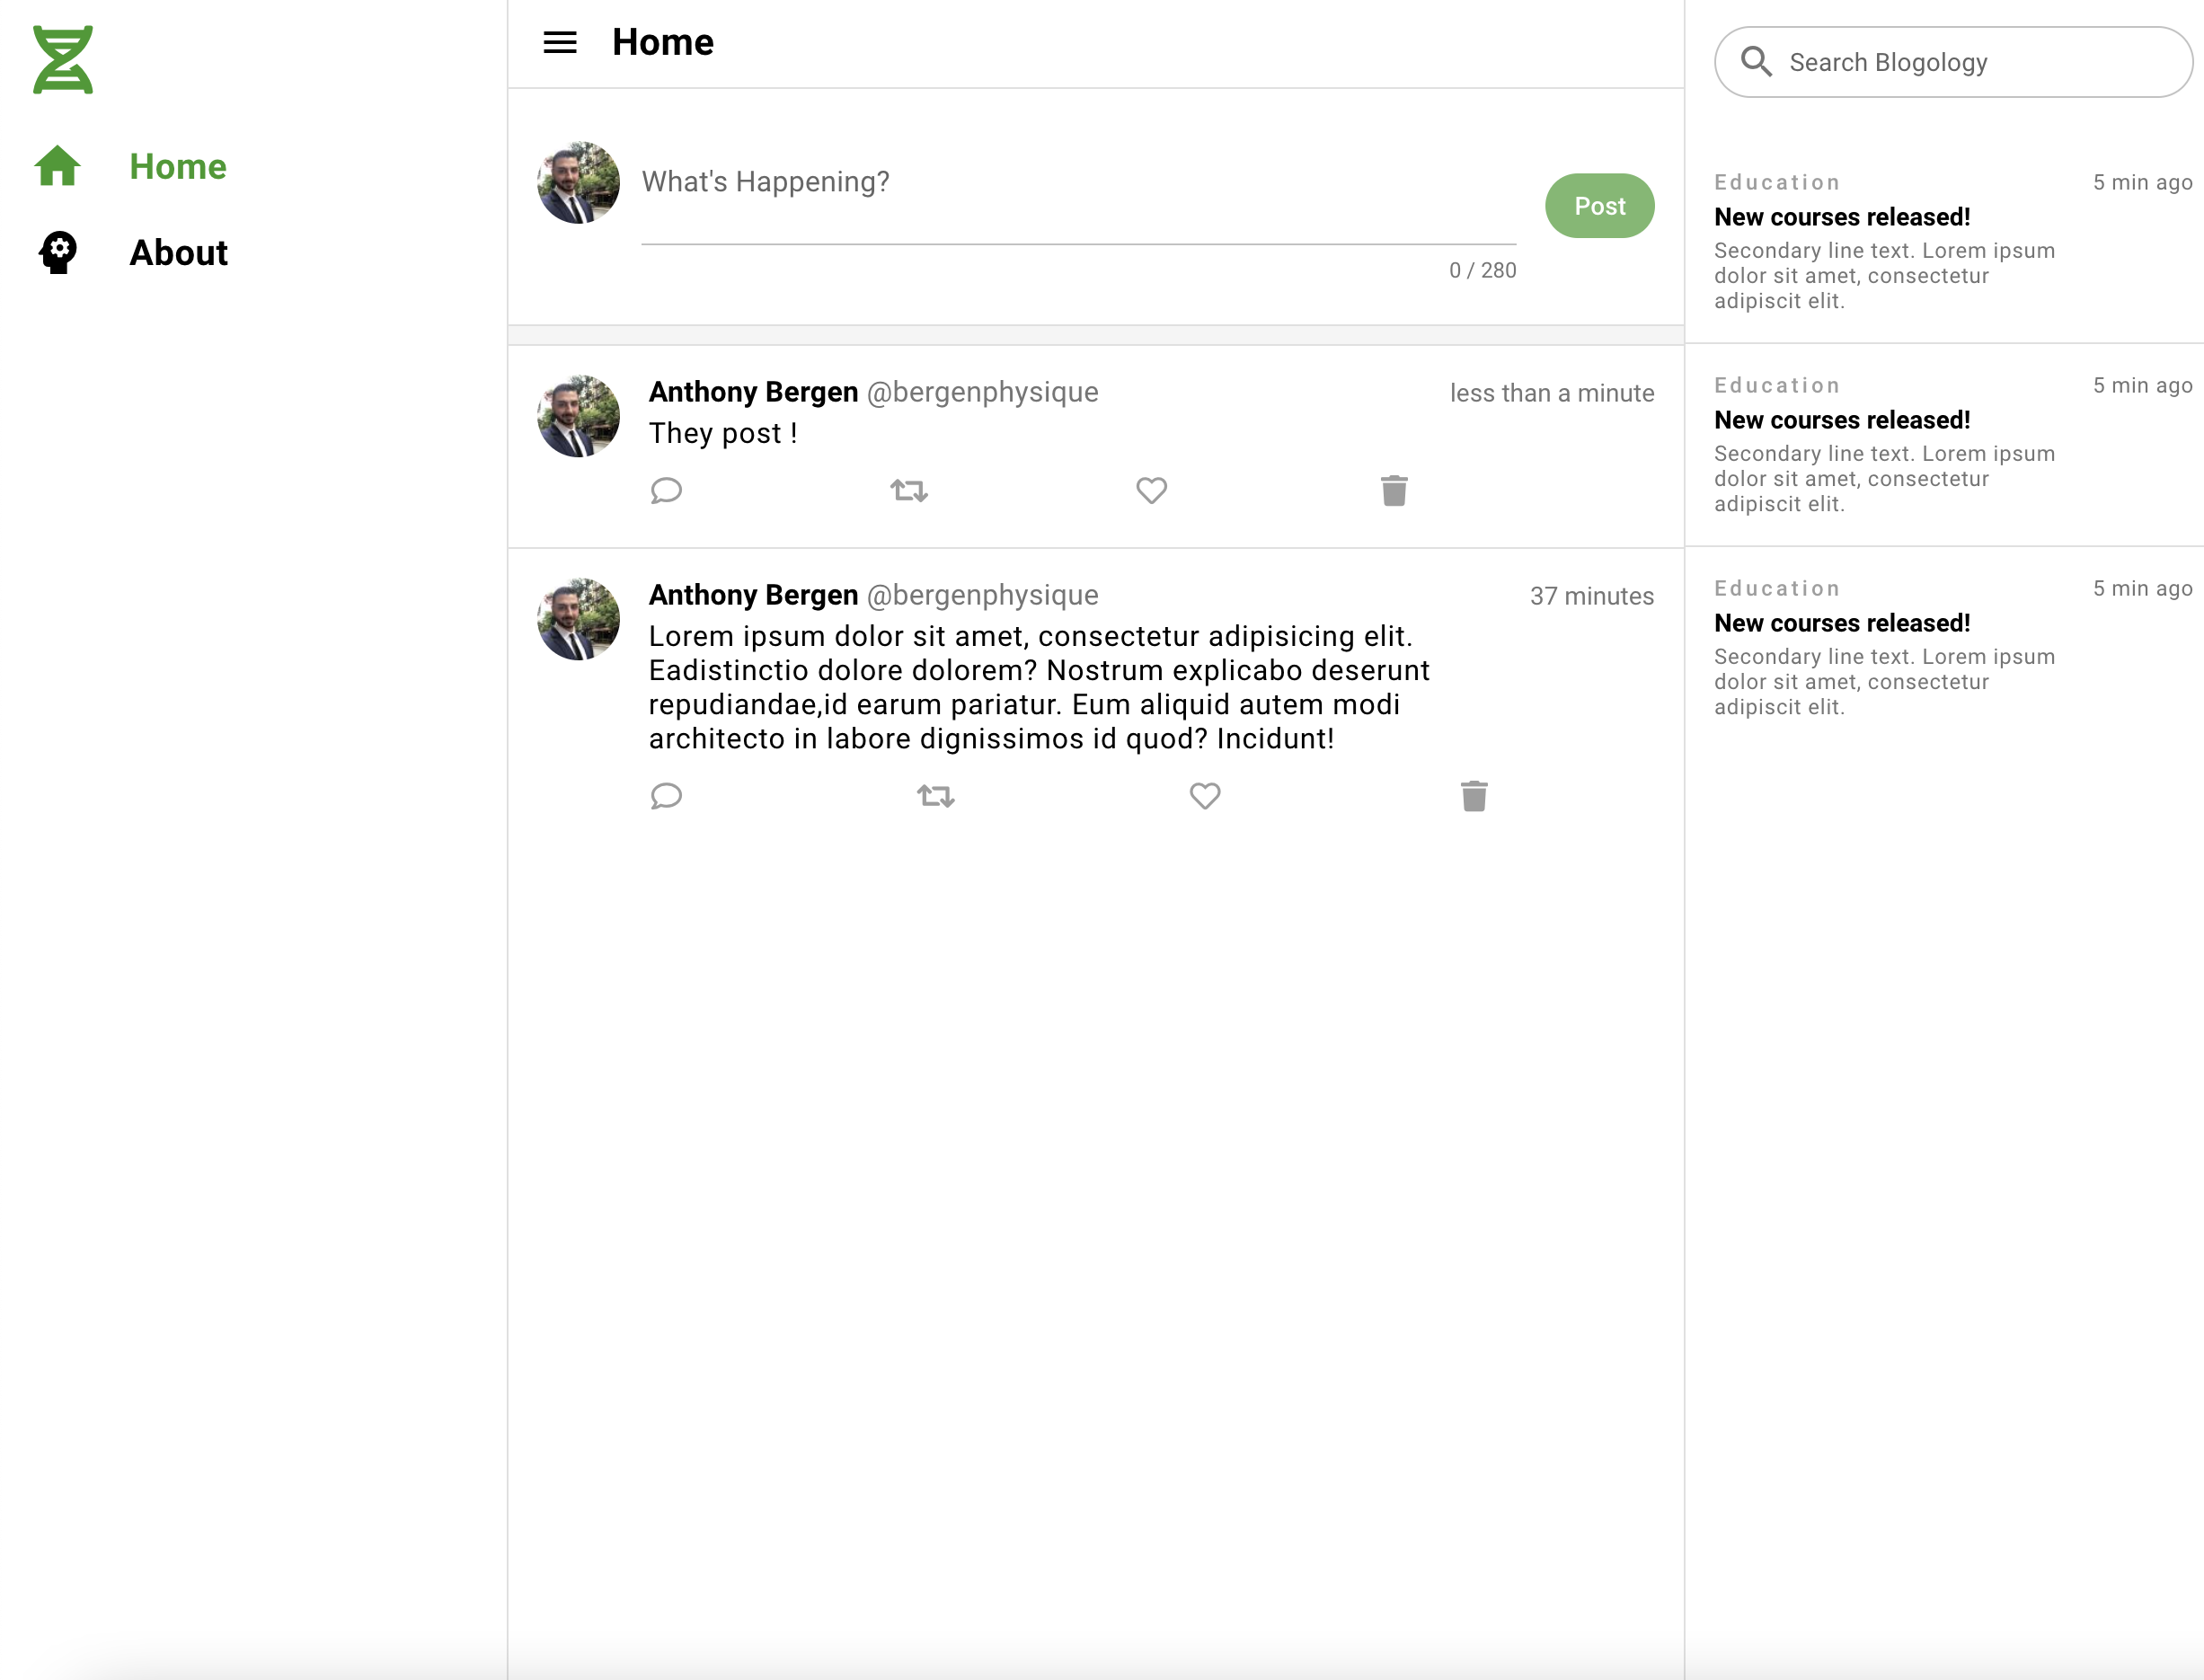 Home
About
Home
What's Happening?
Post
0 / 280
Anthony Bergen @bergenphysique less than a minute
They post !
Anthony Bergen @bergenphysique 37 minutes
Lorem ipsum dolor sit amet, consectetur adipisicing elit.
Eadistinctio dolore dolorem? Nostrum explicabo deserunt
repudiandae,id earum pariatur. Eum aliquid autem modi
architecto in labore dignissimos id quod? Incidunt!
Search Blogology
Education 5 min ago
New courses released!
Secondary line text. Lorem ipsum
dolor sit amet, consectetur
adipiscit elit.
Education 5 min ago
New courses released!
Secondary line text. Lorem ipsum
dolor sit amet, consectetur
adipiscit elit.
Education 5 min ago
New courses released!
Secondary line text. Lorem ipsum
dolor sit amet, consectetur
adipiscit elit.